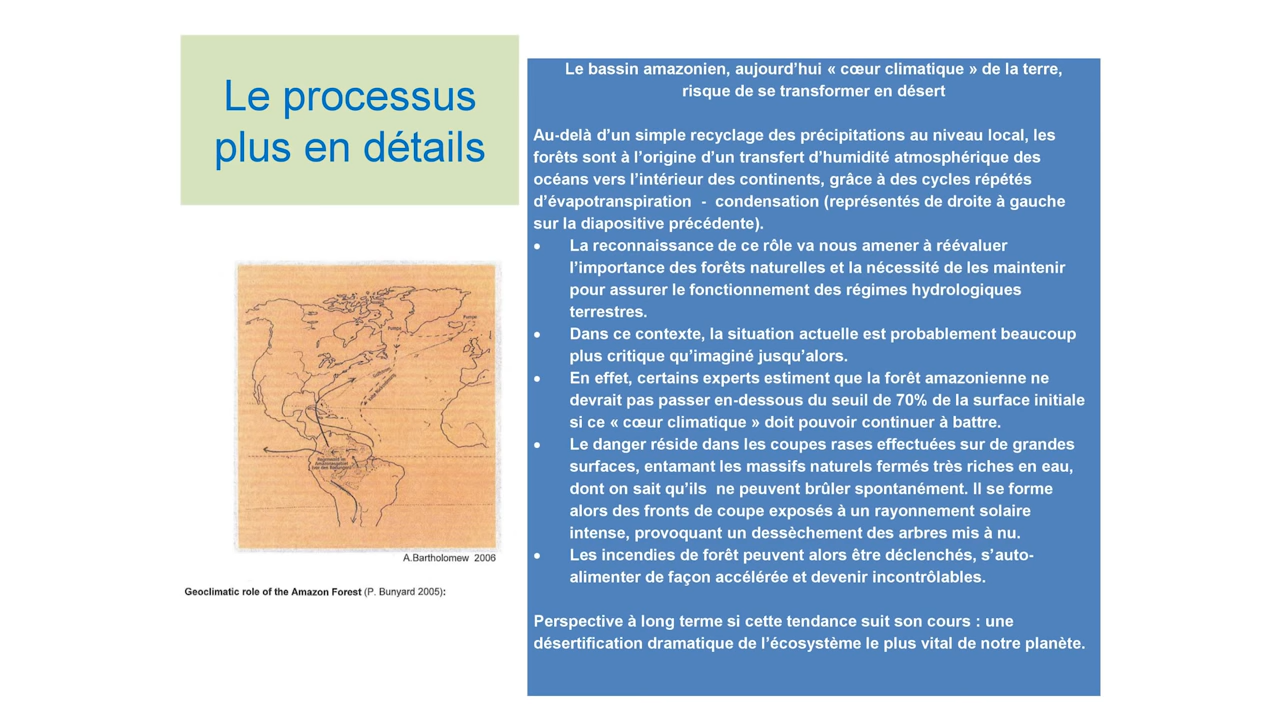 Le processus
plus en détails
Pumpe
Pumpe
A.Bartholomew 2006
Geoclimatic role of the Amazon Forest (P. Bunyard 2005):
Le bassin amazonien, aujourd’hui « cœur climatique » de la terre,
risque de se transformer en désert
Au-delà d’un simple recyclage des précipitations au niveau local, les
forêts sont à l’origine d’un transfert d’humidité atmosphérique des
océans vers l’intérieur des continents, grâce à des cycles répétés
d’évapotranspiration - condensation (représentés de droite à gauche
sur la diapositive précédente).
• La reconnaissance de ce rôle va nous amener à réévaluer
l’importance des forêts naturelles et la nécessité de les maintenir
pour assurer le fonctionnement des régimes hydrologiques
terrestres.
• Dans ce contexte, la situation actuelle est probablement beaucoup
plus critique qu’imaginé jusqu’alors.
• En effet, certains experts estiment que la forêt amazonienne ne
devrait pas passer en-dessous du seuil de 70% de la surface initiale
si ce « cœur climatique » doit pouvoir continuer à battre.
• Le danger réside dans les coupes rases effectuées sur de grandes
surfaces, entamant les massifs naturels fermés très riches en eau,
dont on sait qu’ils ne peuvent brûler spontanément. Il se forme
alors des fronts de coupe exposés à un rayonnement solaire
intense, provoquant un dessèchement des arbres mis à nu.
• Les incendies de forêt peuvent alors être déclenchés, s’auto-
alimenter de façon accélérée et devenir incontrôlables.
Perspective à long terme si cette tendance suit son cours : une
désertification dramatique de l’écosystème le plus vital de notre planète.